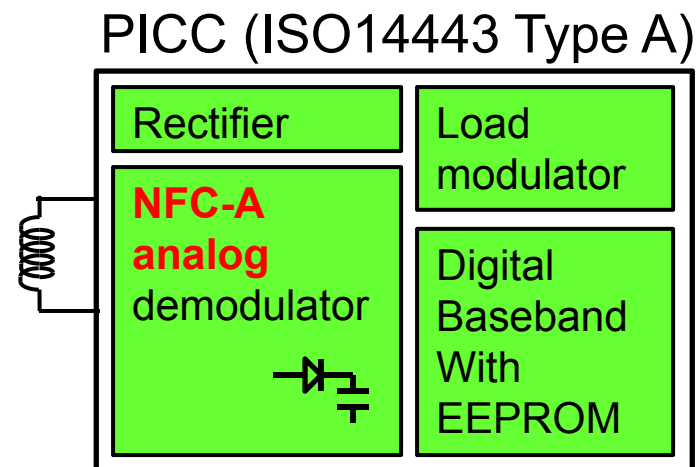 PICC (ISO14443 Type A)
Rectifier
NFC-A
analog
demodulator
Load
modulator
Digital
Baseband
With
EEPROM